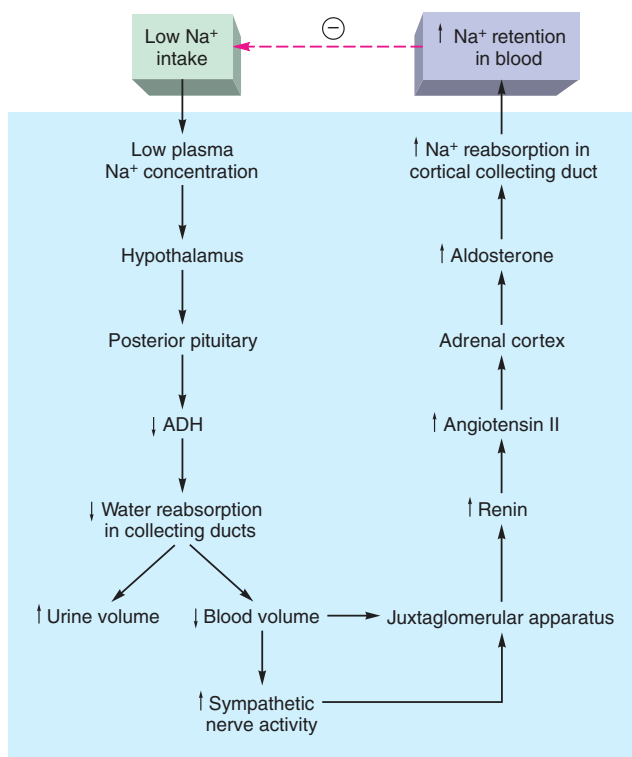 Low Na⁺
intake
⊖
↑ Na⁺ retention
in blood
Low plasma
Na⁺ concentration
Hypothalamus
Posterior pituitary
↓ ADH
↓ Water reabsorption
in collecting ducts
↑ Urine volume
↓ Blood volume
↑ Sympathetic
nerve activity
Juxtaglomerular apparatus
↑ Renin
↑ Angiotensin II
Adrenal cortex
↑ Aldosterone
↑ Na⁺ reabsorption in
cortical collecting duct